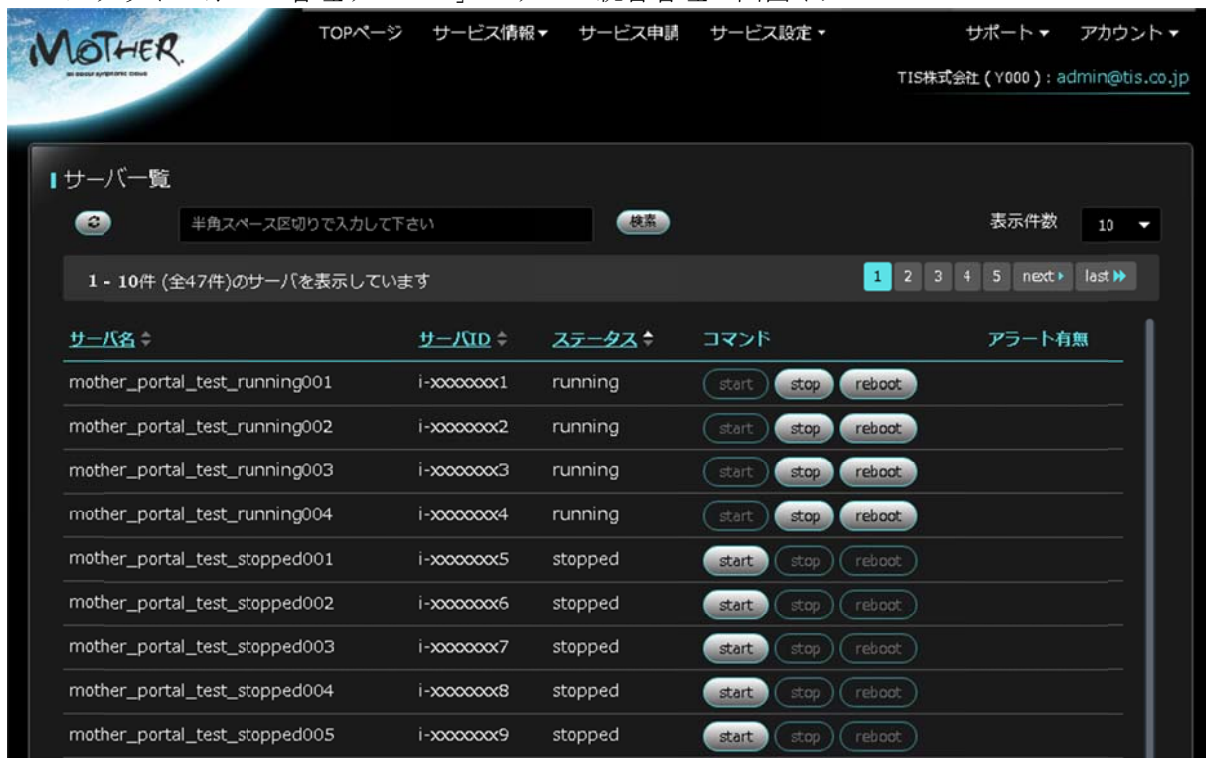 MOTHER.
TOPページ サービス情報▼ サービス申請 サービス設定▼ サポート▼ アカウント▼
TIS株式会社 ( Y000 ) : admin@tis.co.jp
サーバ一覧
半角スペース区切りで入力して下さい 検索 表示件数 10
1 - 10件 (全47件)のサーバを表示しています 1 2 3 4 5 next last
サーバ名 サーバID ステータス コマンド アラート有無
mother_portal_test_running001 i-xxxxxxx1 running start stop reboot
mother_portal_test_running002 i-xxxxxxx2 running start stop reboot
mother_portal_test_running003 i-xxxxxxx3 running start stop reboot
mother_portal_test_running004 i-xxxxxxx4 running start stop reboot
mother_portal_test_stopped001 i-xxxxxxx5 stopped start stop reboot
mother_portal_test_stopped002 i-xxxxxxx6 stopped start stop reboot
mother_portal_test_stopped003 i-xxxxxxx7 stopped start stop reboot
mother_portal_test_stopped004 i-xxxxxxx8 stopped start stop reboot
mother_portal_test_stopped005 i-xxxxxxx9 stopped start stop reboot